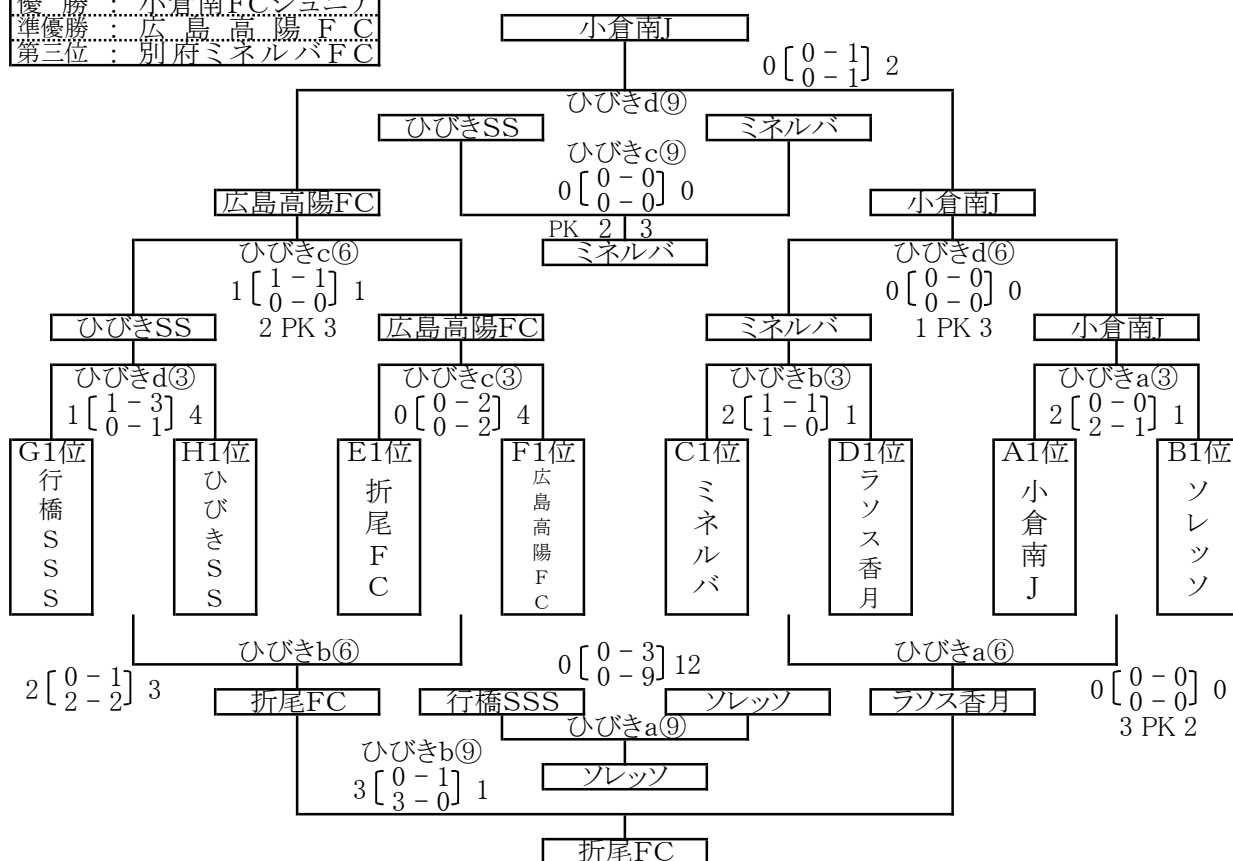 優 勝 : 小倉南FCジュニア
準優勝 : 広 島 高 陽 F C
第三位 : 別府ミネルバFC
小倉南J
0 [ 0 - 1 ] 2
0 - 1
ひびきd⑨
ひびきSS ミネルバ
ひびきc⑨
0 [ 0 - 0 ] 0
0 - 0
PK 2 3
広島高陽FC ミネルバ 小倉南J
ひびきc⑥ ひびきd⑥
1 [ 1 - 1 ] 1 0 [ 0 - 0 ] 0
0 - 0 0 - 0
2 PK 3 1 PK 3
ひびきSS 広島高陽FC ミネルバ 小倉南J
ひびきd③ ひびきc③ ひびきb③ ひびきa③
1 [ 1 - 3 ] 4 0 [ 0 - 2 ] 4 2 [ 1 - 1 ] 1 2 [ 0 - 0 ] 1
0 - 1 0 - 2 1 - 0 2 - 1
G1位 H1位 E1位 F1位 C1位 D1位 A1位 B1位
行橋SSS
ひびきSS
折尾FC
広島高陽FC
ミネルバ
ラソス香月
小倉南J
ソレッソ
ひびきb⑥ ひびきa⑥
2 [ 0 - 1 ] 3 0 [ 0 - 3 ] 12 0 [ 0 - 0 ] 0
2 - 2 0 - 9 0 - 0
3 PK 2
折尾FC 行橋SSS ソレッソ ラソス香月
ひびきa⑨
ひびきb⑨
3 [ 0 - 1 ] 1
3 - 0
ソレッソ
折尾FC